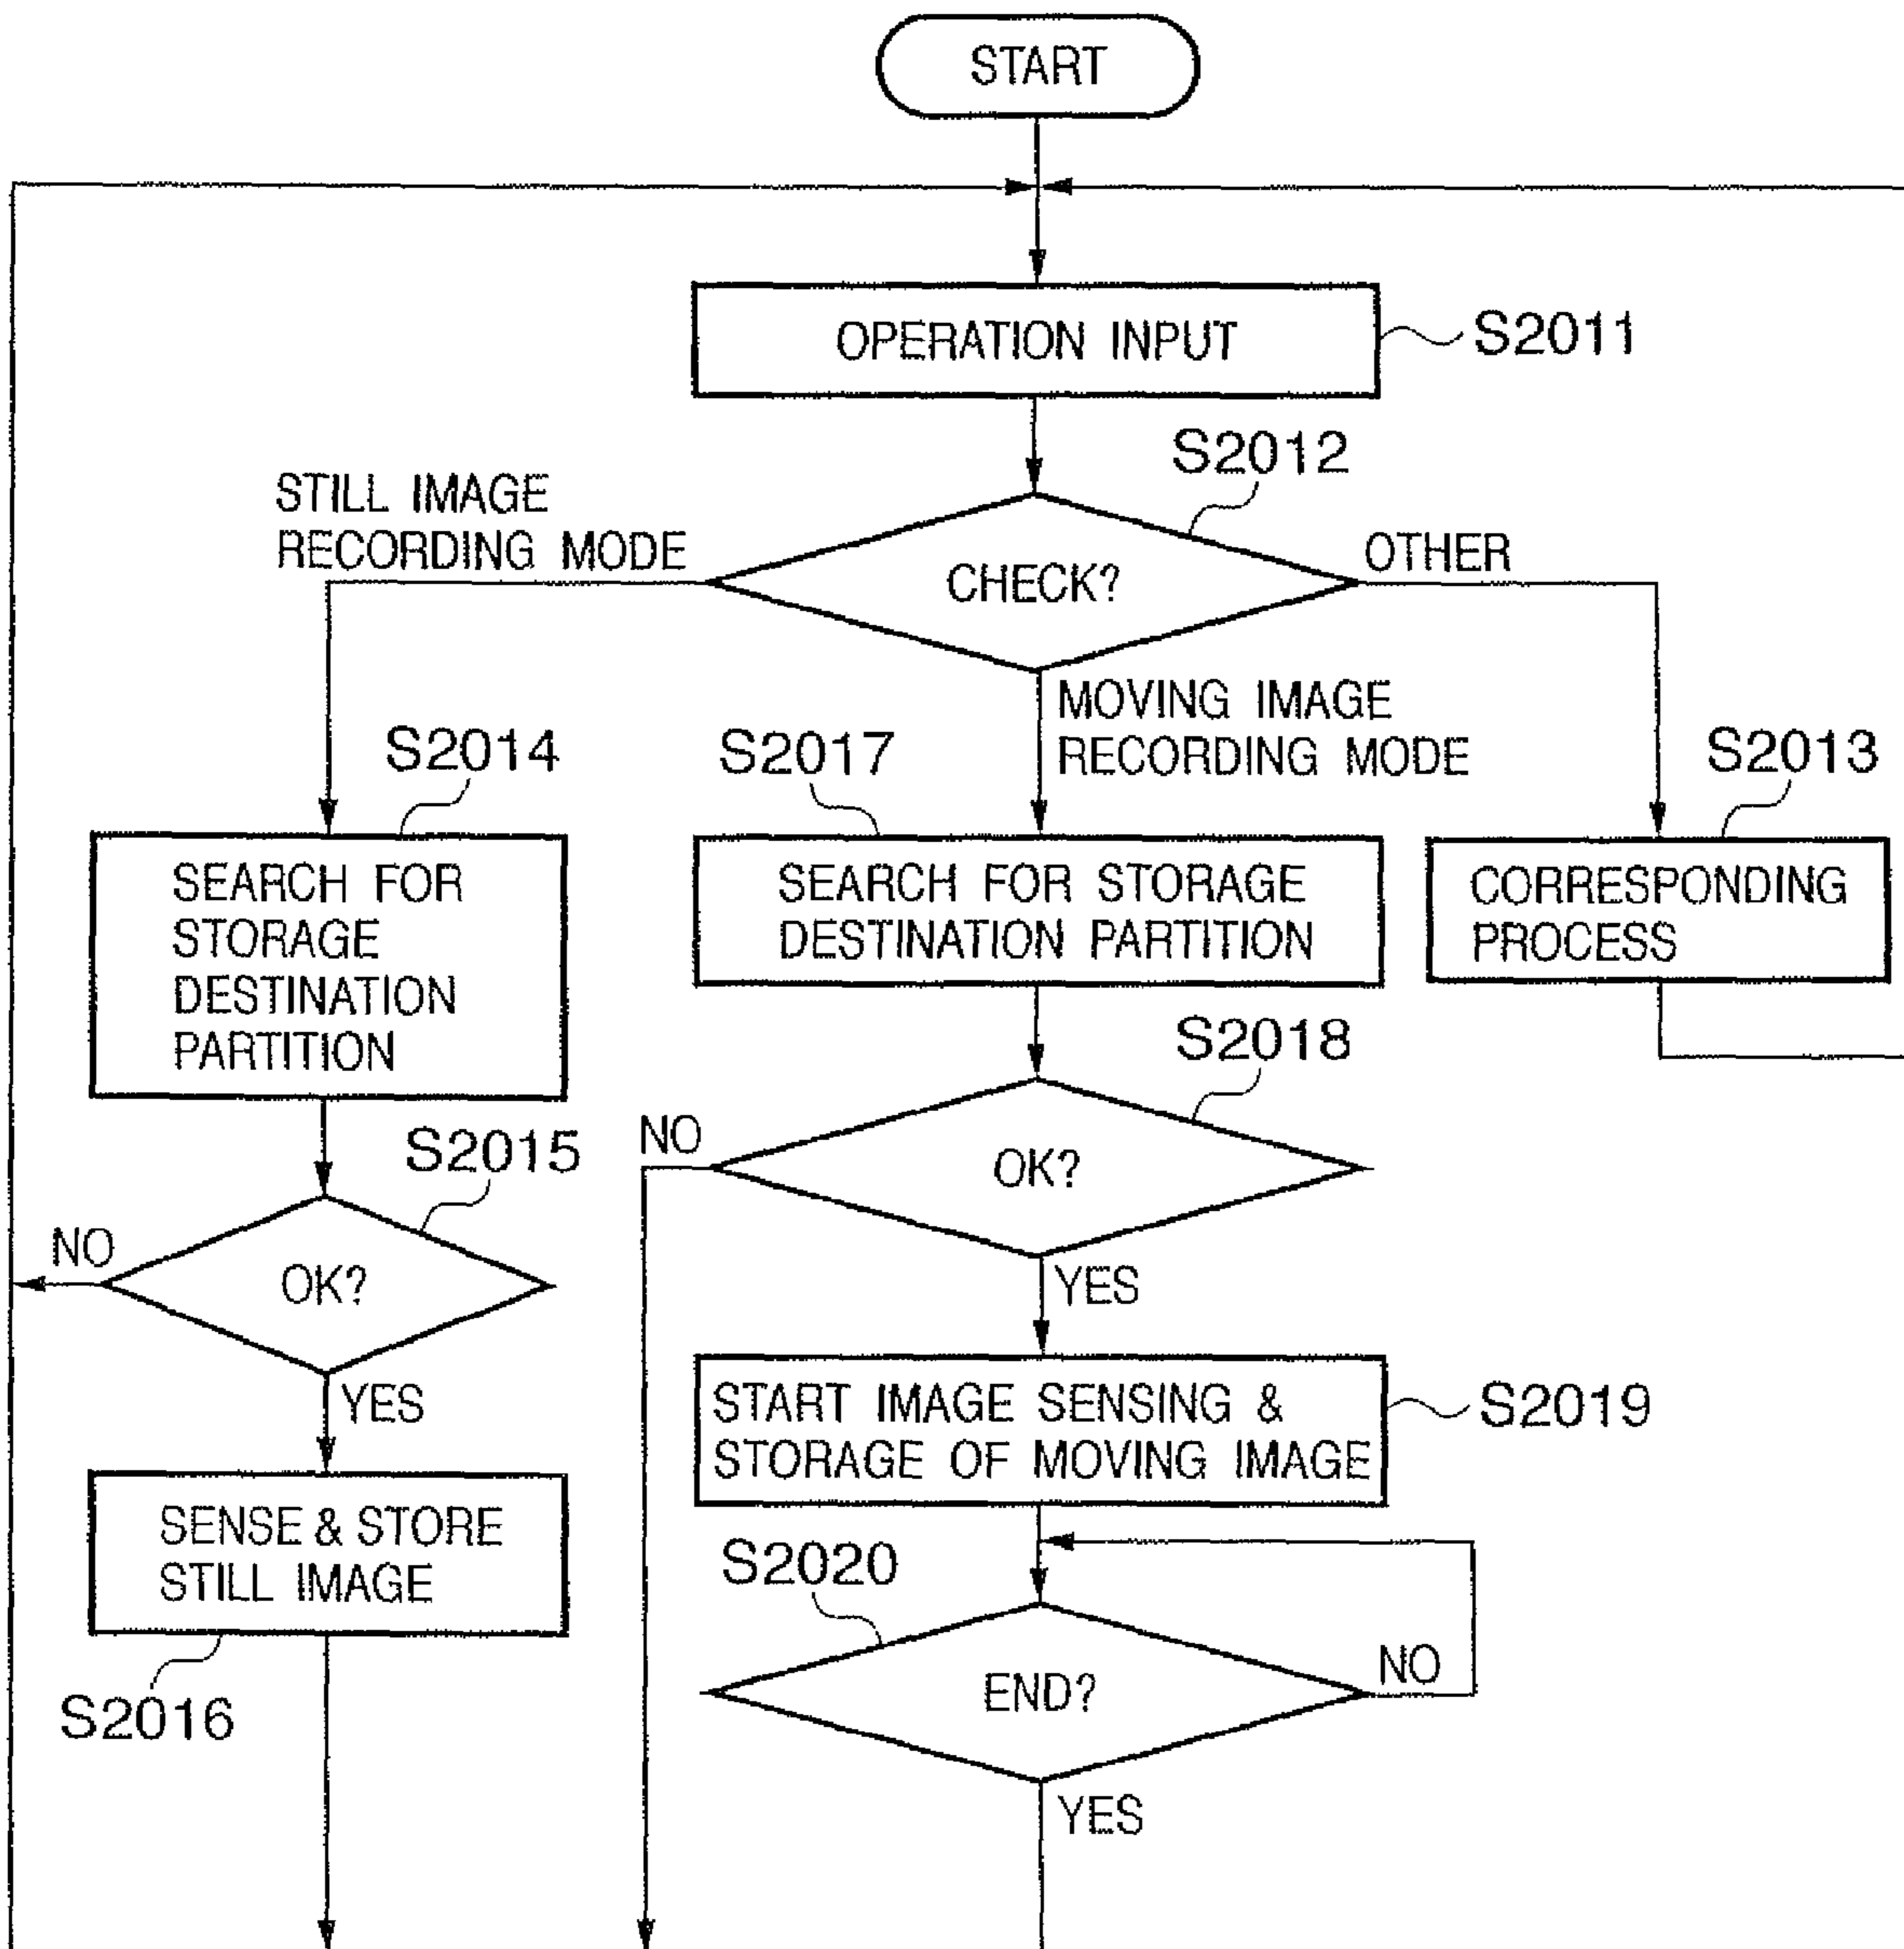 START
OPERATION INPUT
S2011
S2012
STILL IMAGE
RECORDING MODE
CHECK?
OTHER
MOVING IMAGE
RECORDING MODE
S2014
SEARCH FOR
STORAGE
DESTINATION
PARTITION
S2017
SEARCH FOR STORAGE
DESTINATION PARTITION
S2013
CORRESPONDING
PROCESS
S2015
NO
OK?
YES
S2018
NO
OK?
YES
SENSE & STORE
STILL IMAGE
S2016
START IMAGE SENSING &
STORAGE OF MOVING IMAGE
S2019
S2020
END?
NO
YES